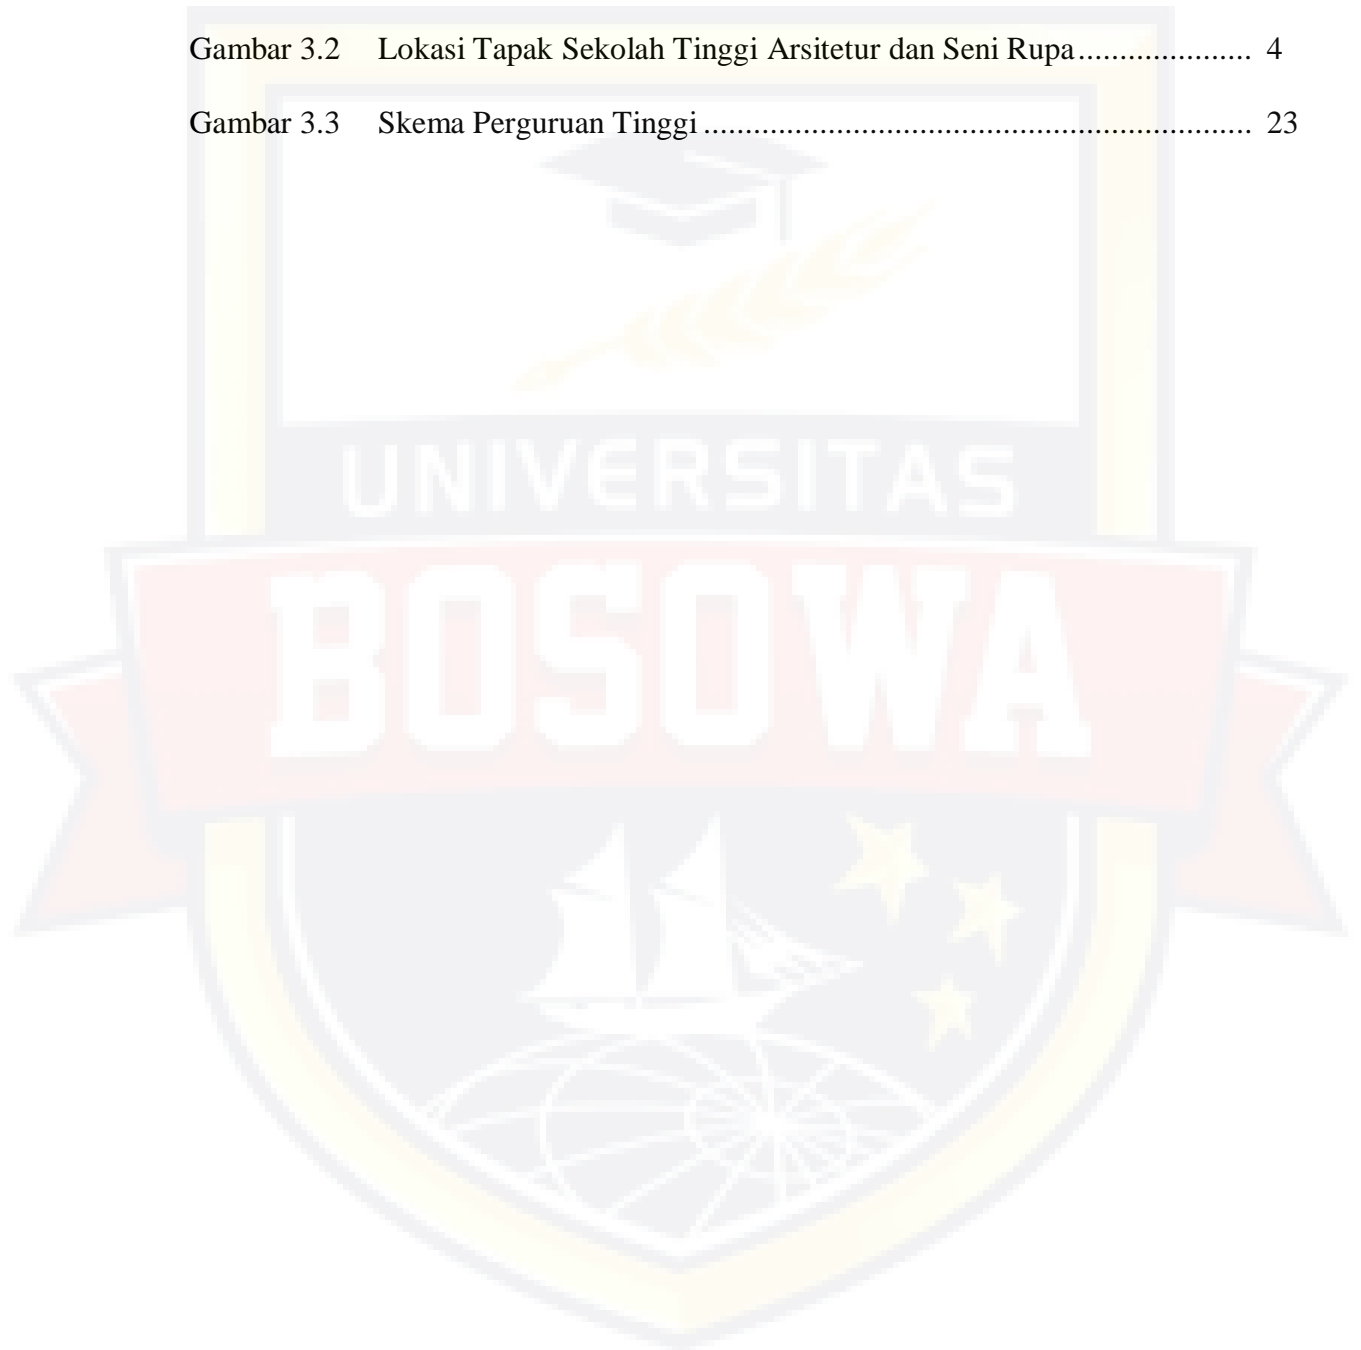 Gambar 3.2 Lokasi Tapak Sekolah Tinggi Arsitetur dan Seni Rupa..................... 4
Gambar 3.3 Skema Perguruan Tinggi.................................................................. 23
UNIVERSITAS
BOSOWA